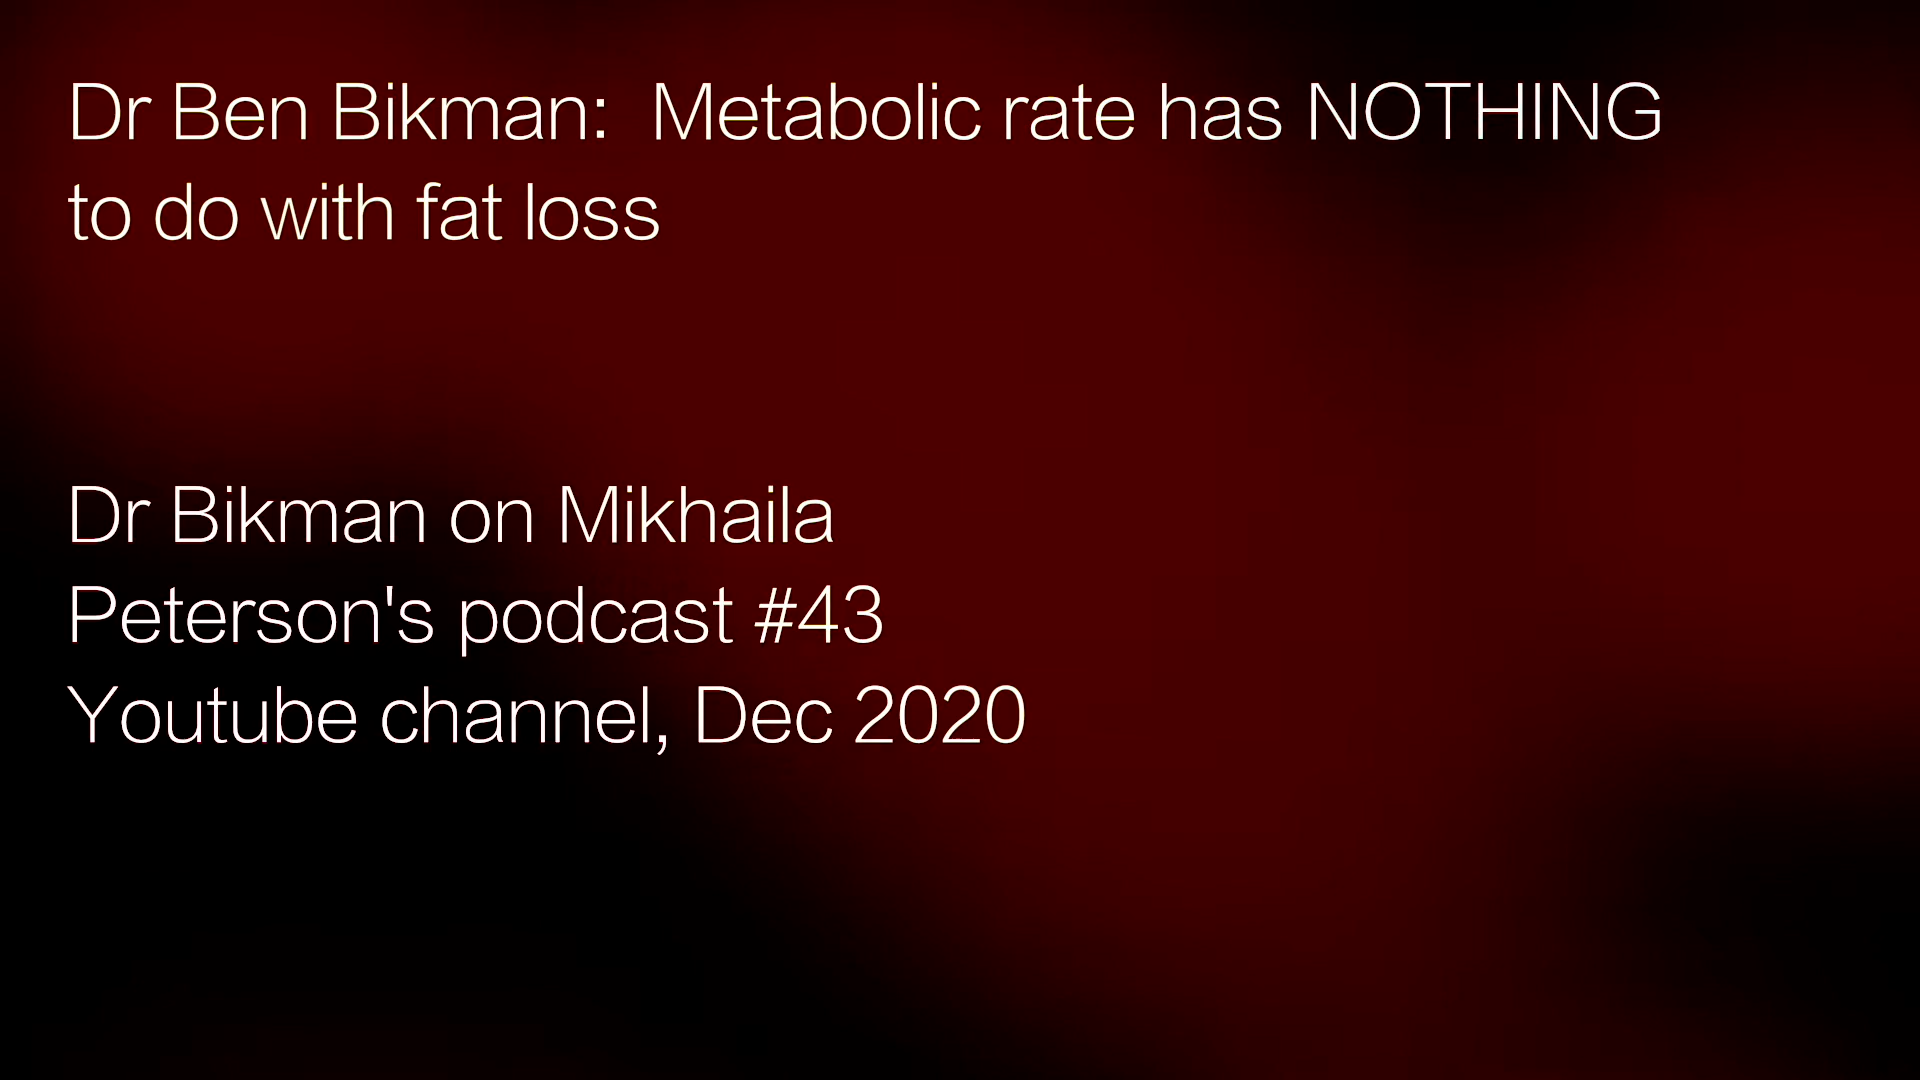 Dr Ben Bikman:  Metabolic rate has NOTHING
to do with fat loss
Dr Bikman on Mikhaila
Peterson's podcast #43
Youtube channel, Dec 2020